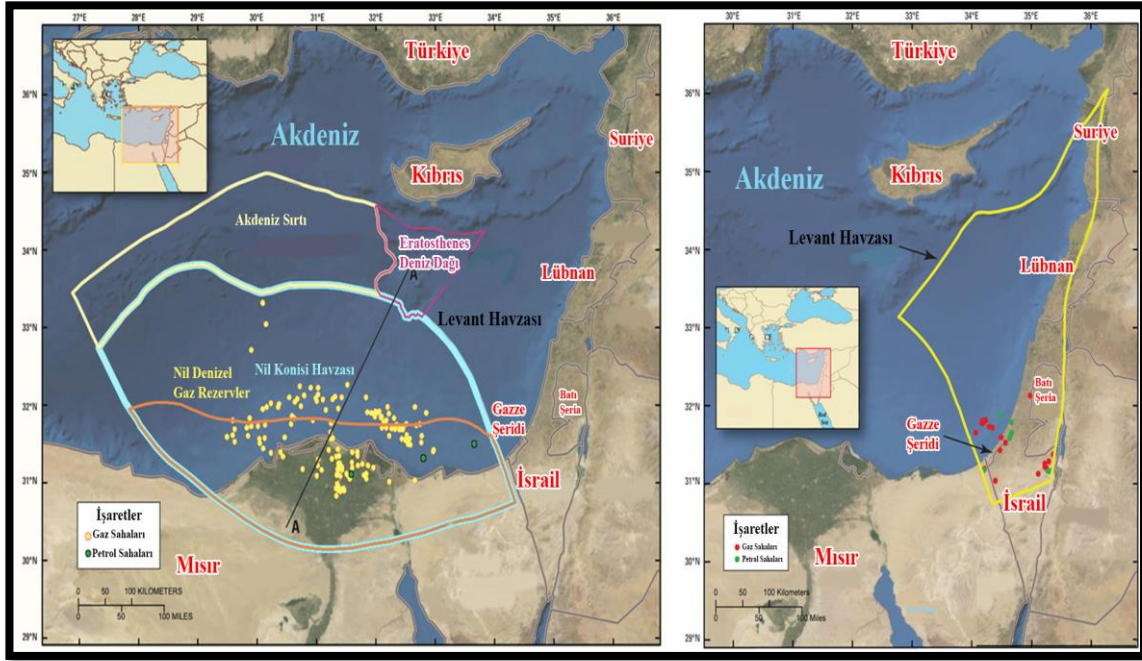 27°E 28°E 29°E 30°E 31°E 32°E 33°E 34°E 35°E 36°E
36°N
35°N
34°N
33°N
32°N
31°N
30°N
29°N
Türkiye
Akdeniz
Suriye
Kıbrıs
Akdeniz Sırtı
Eratosthenes
Deniz Dağı
A
Lübnan
Levant Havzası
Nil Denizel
Gaz Rezervler
Nil Konisi Havzası
Batı
Şeria
Gazze
Şeridi
İsrail
A
İşaretler
Gaz Sahaları
Petrol Sahaları
Mısır
0 50 100 KILOMETERS
0 50 100 MILES
30°E 31°E 32°E 33°E 34°E 35°E 36°E
36°N
35°N
34°N
33°N
32°N
31°N
30°N
29°N
Türkiye
Suriye
Akdeniz
Kıbrıs
Levant Havzası
Lübnan
Red
Sea
Batı
Şeria
Gazze
Şeridi
İsrail
İşaretler
Gaz Sahaları
Petrol Sahaları
Mısır
0 50 100 Kilometers
0 50 100 Miles